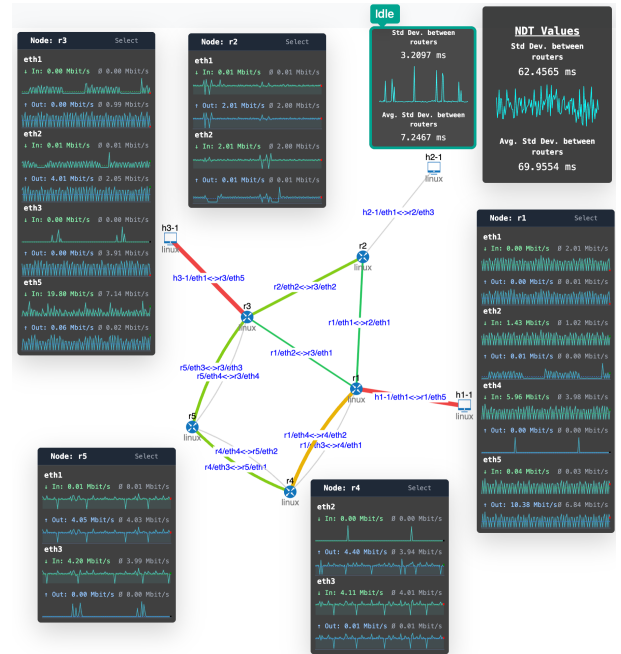 Idle
Std Dev. between
routers
3.2097 ms
Avg. Std Dev. between
routers
7.2467 ms
NDT Values
Std Dev. between
routers
62.4565 ms
Avg. Std Dev. between
routers
69.9554 ms
Node: r3 Select
eth1
↓ In: 0.00 Mbit/s Ø 0.00 Mbit/s
↑ Out: 0.00 Mbit/s Ø 0.99 Mbit/s
eth2
↓ In: 0.01 Mbit/s Ø 0.01 Mbit/s
↑ Out: 4.01 Mbit/s Ø 2.05 Mbit/s
eth3
↓ In: 0.00 Mbit/s Ø 0.00 Mbit/s
↑ Out: 0.00 Mbit/s Ø 3.91 Mbit/s
eth5
↓ In: 19.80 Mbit/s Ø 7.14 Mbit/s
↑ Out: 0.06 Mbit/s Ø 0.02 Mbit/s
Node: r2 Select
eth1
↓ In: 0.01 Mbit/s Ø 0.01 Mbit/s
↑ Out: 2.01 Mbit/s Ø 2.00 Mbit/s
eth2
↓ In: 2.01 Mbit/s Ø 2.00 Mbit/s
↑ Out: 0.01 Mbit/s Ø 0.01 Mbit/s
h2-1
linux
h2-1/eth1<->r2/eth3
h3-1
linux
h3-1/eth1<->r3/eth5
r2
linux
r2/eth2<->r3/eth2
r3
linux
r1/eth1<->r2/eth1
r1/eth2<->r3/eth1
r5/eth3<->r3/eth3
r5/eth4<->r3/eth4
r1
linux
h1-1/eth1<->r1/eth5
h1-1
linux
r5
linux
r1/eth4<->r4/eth2
r1/eth3<->r4/eth1
r4/eth4<->r5/eth2
r4/eth3<->r5/eth1
r4
linux
Node: r1 Select
eth1
↓ In: 0.00 Mbit/s Ø 2.01 Mbit/s
↑ Out: 0.00 Mbit/s Ø 0.01 Mbit/s
eth2
↓ In: 1.43 Mbit/s Ø 1.02 Mbit/s
↑ Out: 0.01 Mbit/s Ø 0.00 Mbit/s
eth4
↓ In: 5.96 Mbit/s Ø 3.98 Mbit/s
↑ Out: 0.00 Mbit/s Ø 0.00 Mbit/s
eth5
↓ In: 0.04 Mbit/s Ø 0.03 Mbit/s
↑ Out: 10.38 Mbit/s Ø 6.84 Mbit/s
Node: r5 Select
eth1
↓ In: 0.01 Mbit/s Ø 0.01 Mbit/s
↑ Out: 4.05 Mbit/s Ø 4.03 Mbit/s
eth3
↓ In: 4.20 Mbit/s Ø 3.99 Mbit/s
↑ Out: 0.00 Mbit/s Ø 0.00 Mbit/s
Node: r4 Select
eth2
↓ In: 0.00 Mbit/s Ø 0.00 Mbit/s
↑ Out: 4.40 Mbit/s Ø 3.94 Mbit/s
eth3
↓ In: 4.11 Mbit/s Ø 4.01 Mbit/s
↑ Out: 0.01 Mbit/s Ø 0.01 Mbit/s